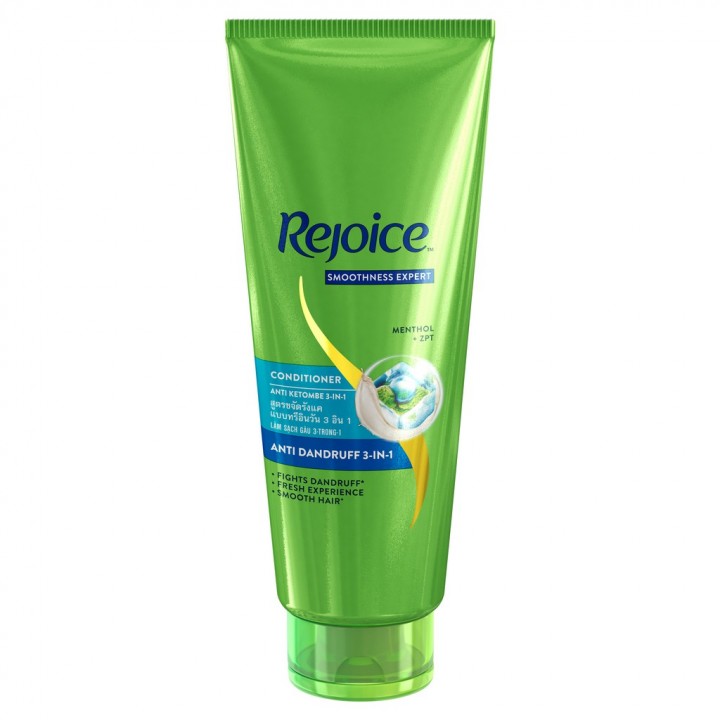 Rejoice™
SMOOTHNESS EXPERT
MENTHOL
+ ZPT
CONDITIONER
ANTI KETOMBE 3-IN-1
สูตรขจัดรังแค
แบบทรีอินวัน 3 อิน 1
LÀM SẠCH GÀU 3-TRONG-1
ANTI DANDRUFF 3-IN-1
• FIGHTS DANDRUFF*
• FRESH EXPERIENCE
• SMOOTH HAIR*